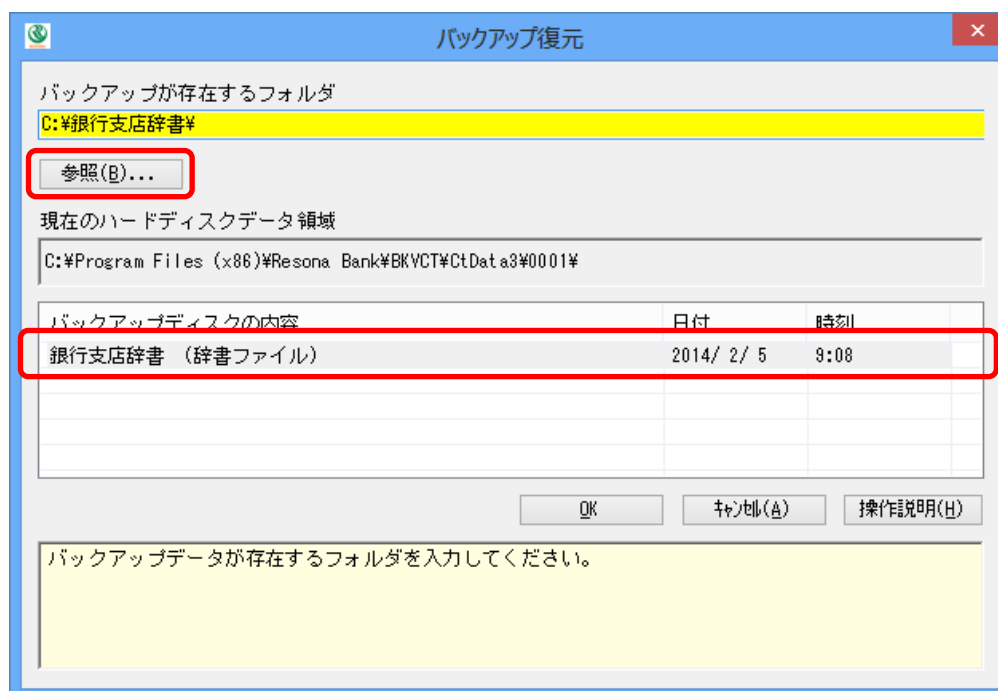 バックアップ復元
バックアップが存在するフォルダ
C:¥銀行支店辞書¥
参照(B)...
現在のハードディスクデータ領域
C:¥Program Files (x86)¥Resona Bank¥BKVCT¥CtData3¥0001¥
バックアップディスクの内容 日付 時刻
銀行支店辞書 (辞書ファイル) 2014/ 2/ 5 9:08
OK ｷｬﾝｾﾙ(A) 操作説明(H)
バックアップデータが存在するフォルダを入力してください。